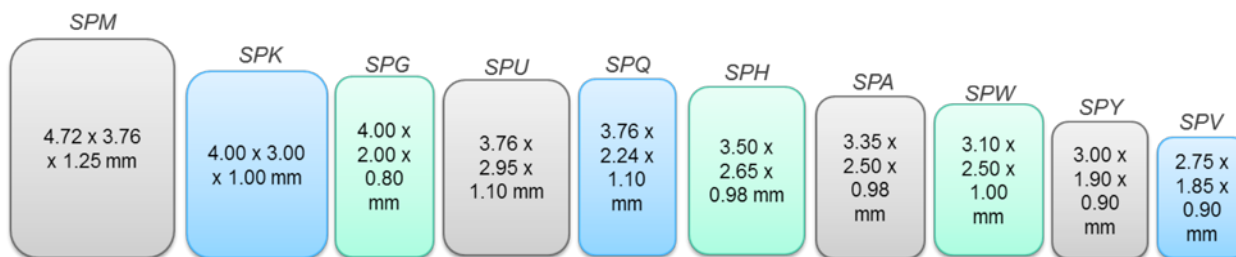 SPM
4.72 x 3.76
x 1.25 mm
SPK
4.00 x 3.00
x 1.00 mm
SPG
4.00 x
2.00 x
0.80
mm
SPU
3.76 x
2.95 x
1.10 mm
SPQ
3.76 x
2.24 x
1.10
mm
SPH
3.50 x
2.65 x
0.98 mm
SPA
3.35 x
2.50 x
0.98
mm
SPW
3.10 x
2.50 x
1.00
mm
SPY
3.00 x
1.90 x
0.90
mm
SPV
2.75 x
1.85 x
0.90
mm